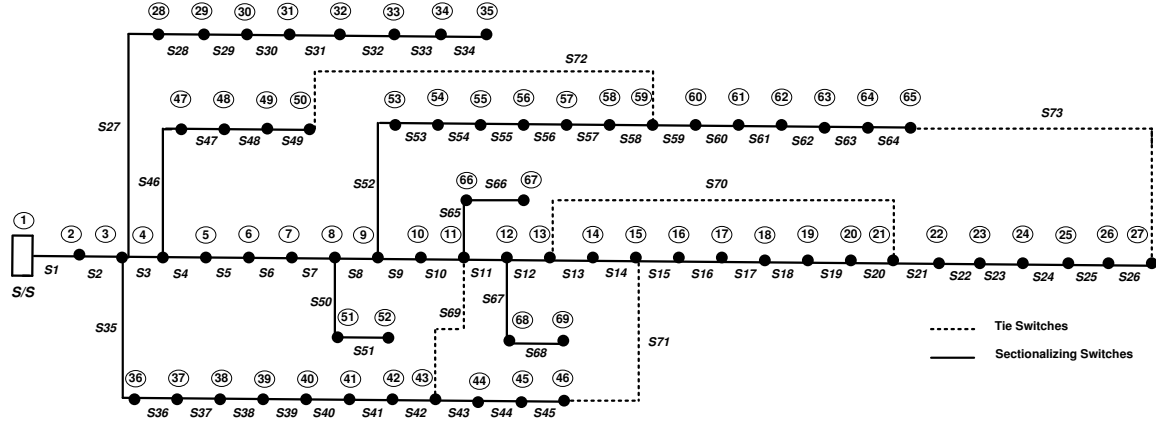 28 29 30 31 32 33 34 35
S28 S29 S30 S31 S32 S33 S34
S72
47 48 49 50
53 54 55 56 57 58 59 60 61 62 63 64 65
S27
S73
S47 S48 S49
S53 S54 S55 S56 S57 S58 S59 S60 S61 S62 S63 S64
S46
S52
66 S66 67
S70
S65
1
2 3 4 5 6 7 8 9 10 11 12 13 14 15 16 17 18 19 20 21 22 23 24 25 26 27
S1 S2 S3 S4 S5 S6 S7 S8 S9 S10 S11 S12 S13 S14 S15 S16 S17 S18 S19 S20 S21 S22 S23 S24 S25 S26
S/S
S50
S69
S67
S35
51 52
68 69
S71
Tie Switches
S51
S68
Sectionalizing Switches
36 37 38 39 40 41 42 43 44 45 46
S36 S37 S38 S39 S40 S41 S42 S43 S44 S45